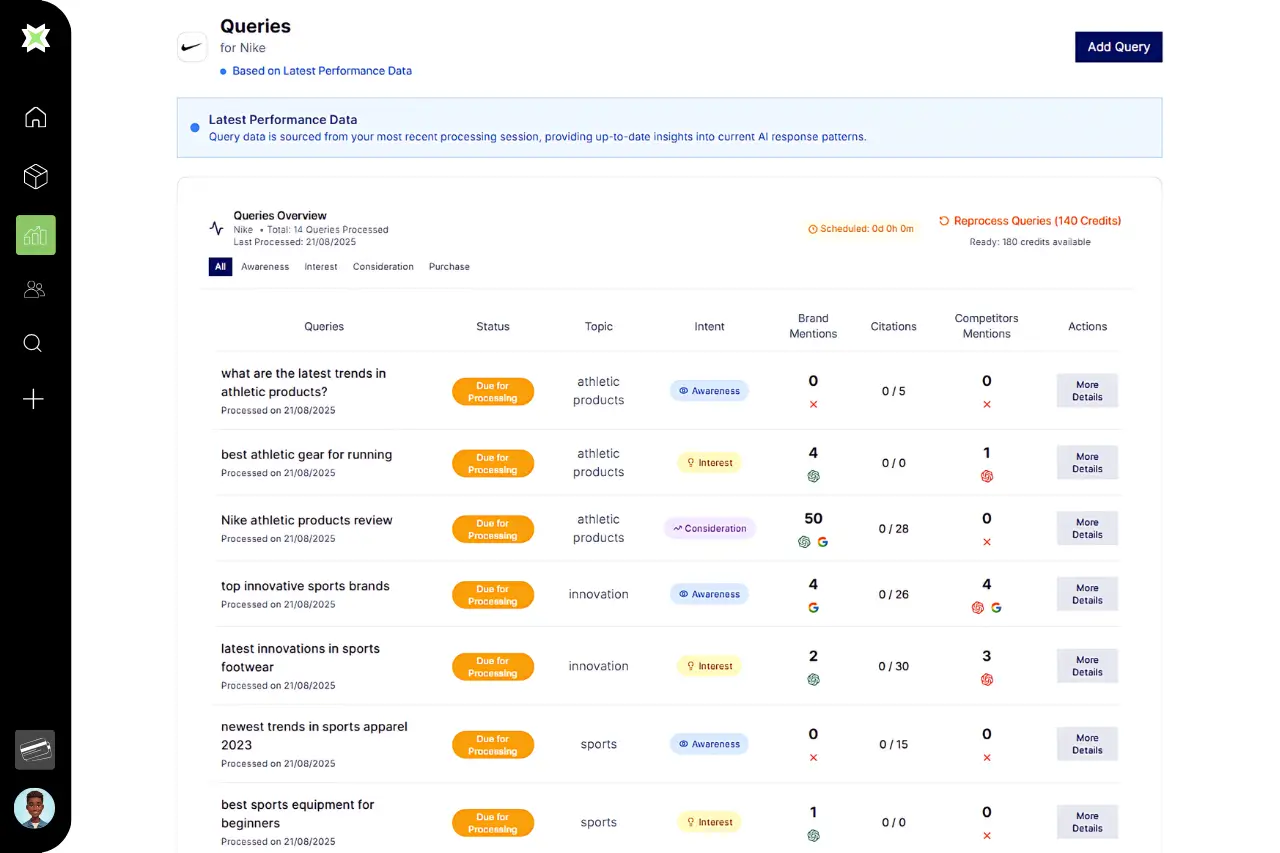 Queries
for Nike
Based on Latest Performance Data
Add Query
Latest Performance Data
Query data is sourced from your most recent processing session, providing up-to-date insights into current AI response patterns.
Queries Overview
Nike • Total: 14 Queries Processed
Last Processed: 21/08/2025
Scheduled: 0d 0h 0m
Reprocess Queries (140 Credits)
Ready: 180 credits available
All Awareness Interest Consideration Purchase
Queries Status Topic Intent Brand Mentions Citations Competitors Mentions Actions
what are the latest trends in
athletic products?
Processed on 21/08/2025
Due for
Processing
athletic
products
Awareness
0
0 / 5
0
More
Details
best athletic gear for running
Processed on 21/08/2025
Due for
Processing
athletic
products
Interest
4
0 / 0
1
More
Details
Nike athletic products review
Processed on 21/08/2025
Due for
Processing
athletic
products
Consideration
50
0 / 28
0
More
Details
top innovative sports brands
Processed on 21/08/2025
Due for
Processing
innovation
Awareness
4
0 / 26
4
More
Details
latest innovations in sports
footwear
Processed on 21/08/2025
Due for
Processing
innovation
Interest
2
0 / 30
3
More
Details
newest trends in sports apparel
2023
Processed on 21/08/2025
Due for
Processing
sports
Awareness
0
0 / 15
0
More
Details
best sports equipment for
beginners
Processed on 21/08/2025
Due for
Processing
sports
Interest
1
0 / 0
0
More
Details